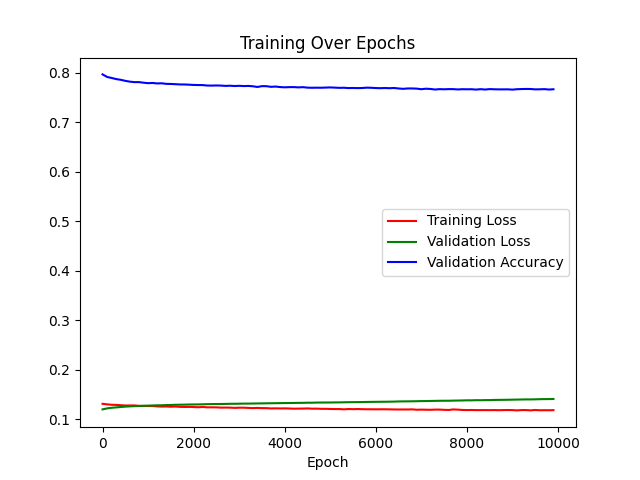 Training Over Epochs
0.8
0.7
0.6
0.5
0.4
0.3
0.2
0.1
Training Loss
Validation Loss
Validation Accuracy
0 2000 4000 6000 8000 10000
Epoch